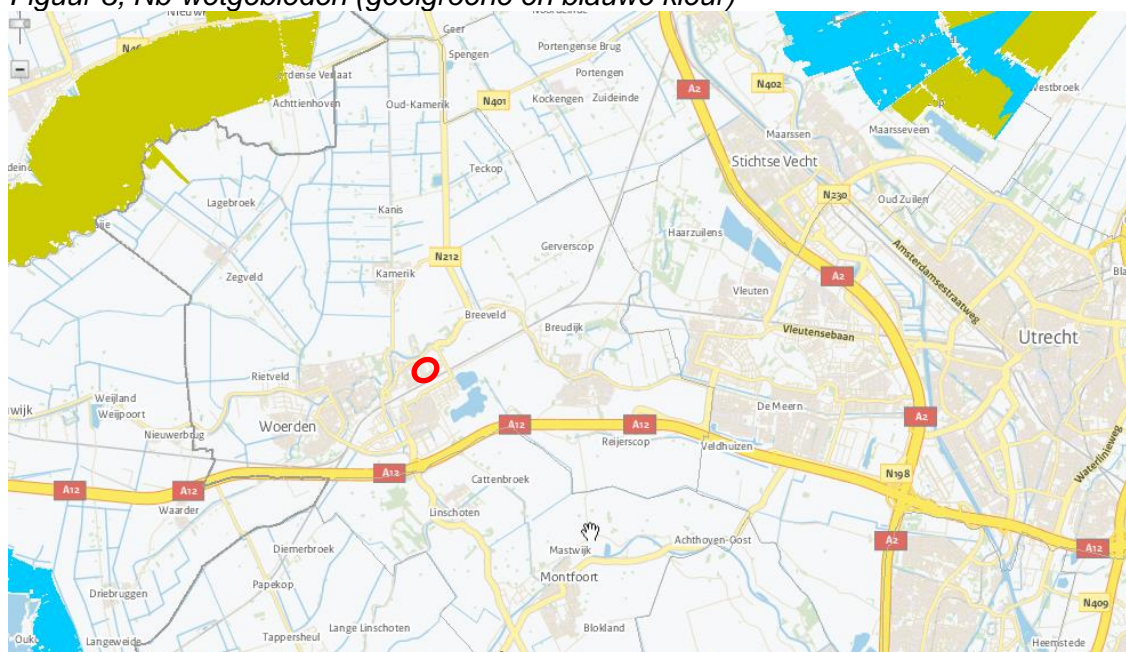 Figuur 8, Nb-wetgebieden (geelgroene en blauwe kleur)
Geer
Spengen
Portengense Brug
Portengen
N401
Kockengen
Zuideinde
A2
N402
Westbroek
Achttienhoven
Oud-Kamerik
Maarssen
Maarsseveen
Stichtse Vecht
Teckop
Lagebroek
Kanis
N230
Oud Zuilen
Haarzuilens
Gerverscop
N212
Amsterdamsestraatweg
Zegveld
Kamerik
A2
Vleuten
Breeveld
Breudijk
Vleutensebaan
Utrecht
Rietveld
Weijland
Weijpoort
De Meern
Woerden
A12
A12
A2
Nieuwerbrug
Reijerscop
Veldhuizen
Waterlinieweg
A12
N198
A12
A12
Cattenbroek
Waarder
Linschoten
Achthoven-Oost
A2
A12
Mastwijk
Diemerbroek
Montfoort
Papekop
Driebruggen
N409
Lange Linschoten
Blokland
Langeweide
Tappersheul
Heemstede